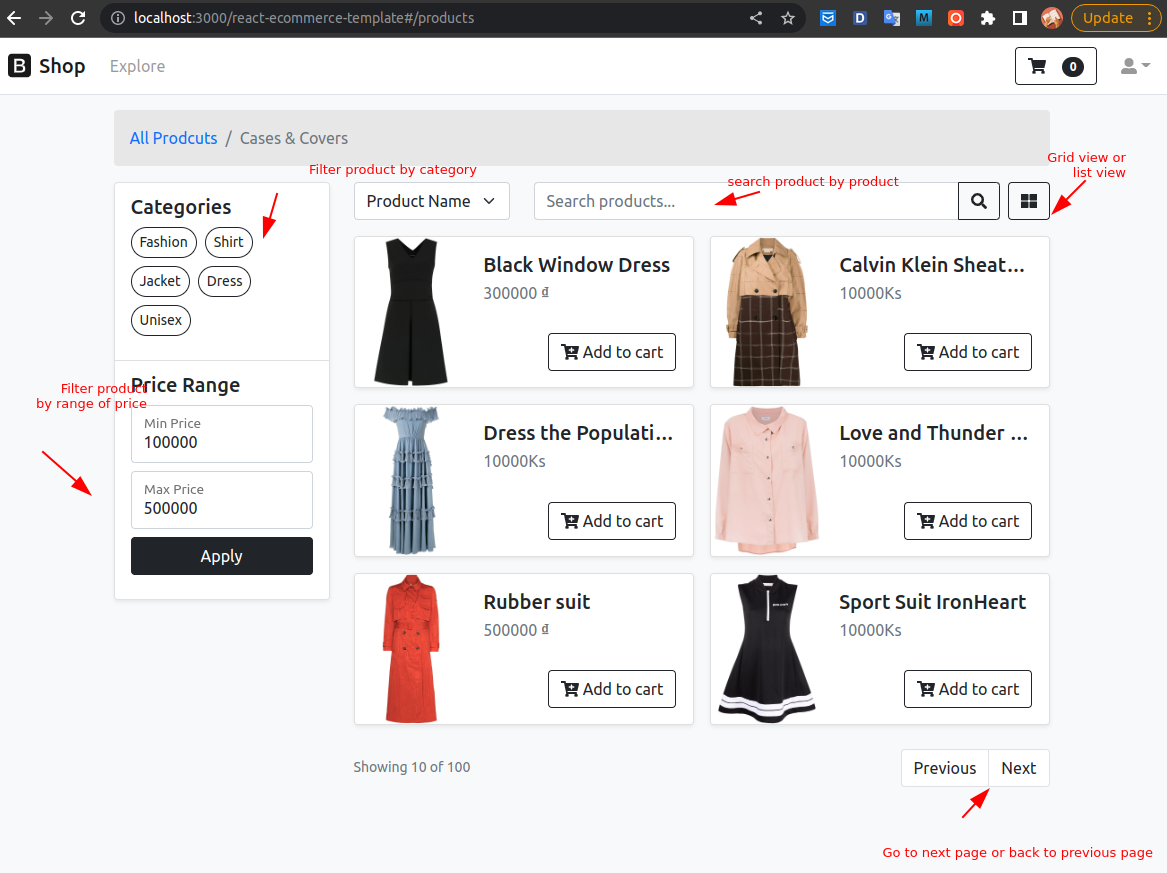 localhost:3000/react-ecommerce-template#/products
Update
B Shop
Explore
0
All Prodcuts / Cases & Covers
Filter product by category
search product by product
Grid view or
list view
Categories
Fashion
Shirt
Jacket
Dress
Unisex
Filter product
by range of price
Price Range
Min Price
100000
Max Price
500000
Apply
Product Name
Search products...
Black Window Dress
300000 ₫
Add to cart
Calvin Klein Sheat...
10000Ks
Add to cart
Dress the Populati...
10000Ks
Add to cart
Love and Thunder ...
10000Ks
Add to cart
Rubber suit
500000 ₫
Add to cart
Sport Suit IronHeart
10000Ks
Add to cart
Showing 10 of 100
Previous
Next
Go to next page or back to previous page